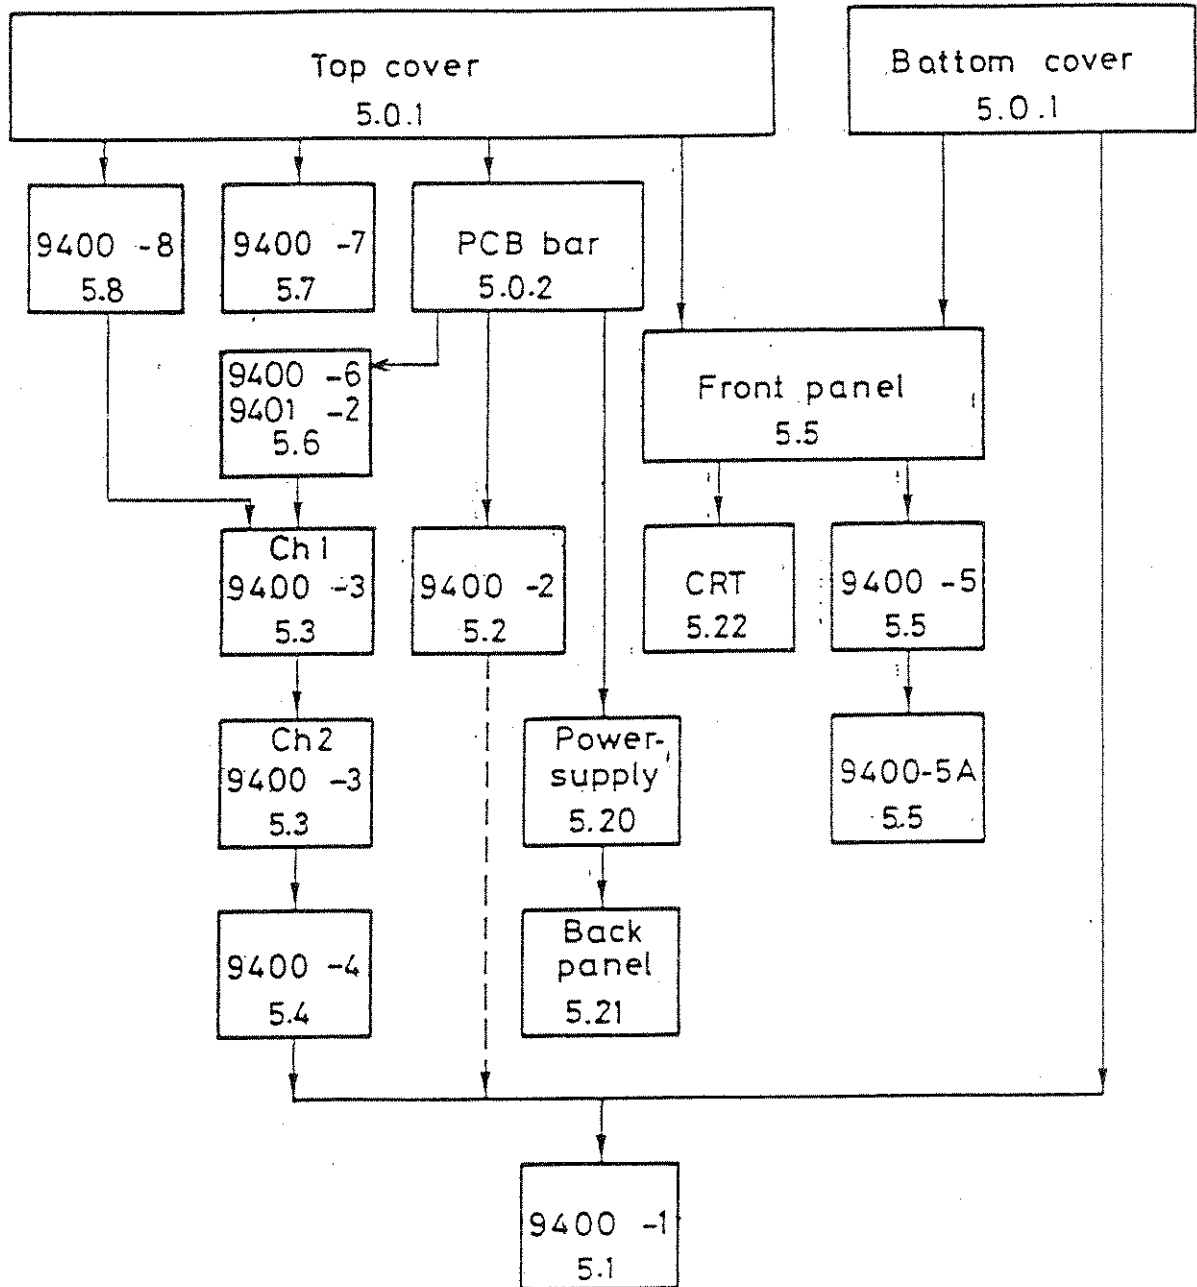 Top cover
5.0.1
Battom cover
5.0.1
9400 -8
5.8
9400 -7
5.7
PCB bar
5.0.2
9400 -6
9401 -2
5.6
Front panel
5.5
Ch 1
9400 -3
5.3
9400 -2
5.2
CRT
5.22
9400 -5
5.5
Ch2
9400 -3
5.3
Power-
supply
5.20
9400-5A
5.5
9400 -4
5.4
Back
panel
5.21
9400 -1
5.1